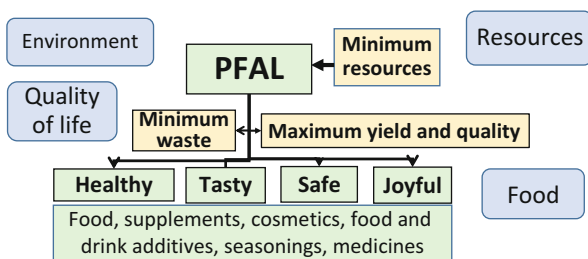 Environment
Resources
PFAL
Minimum
resources
Quality
of life
Minimum
waste
Maximum yield and quality
Healthy
Tasty
Safe
Joyful
Food
Food, supplements, cosmetics, food and
drink additives, seasonings, medicines